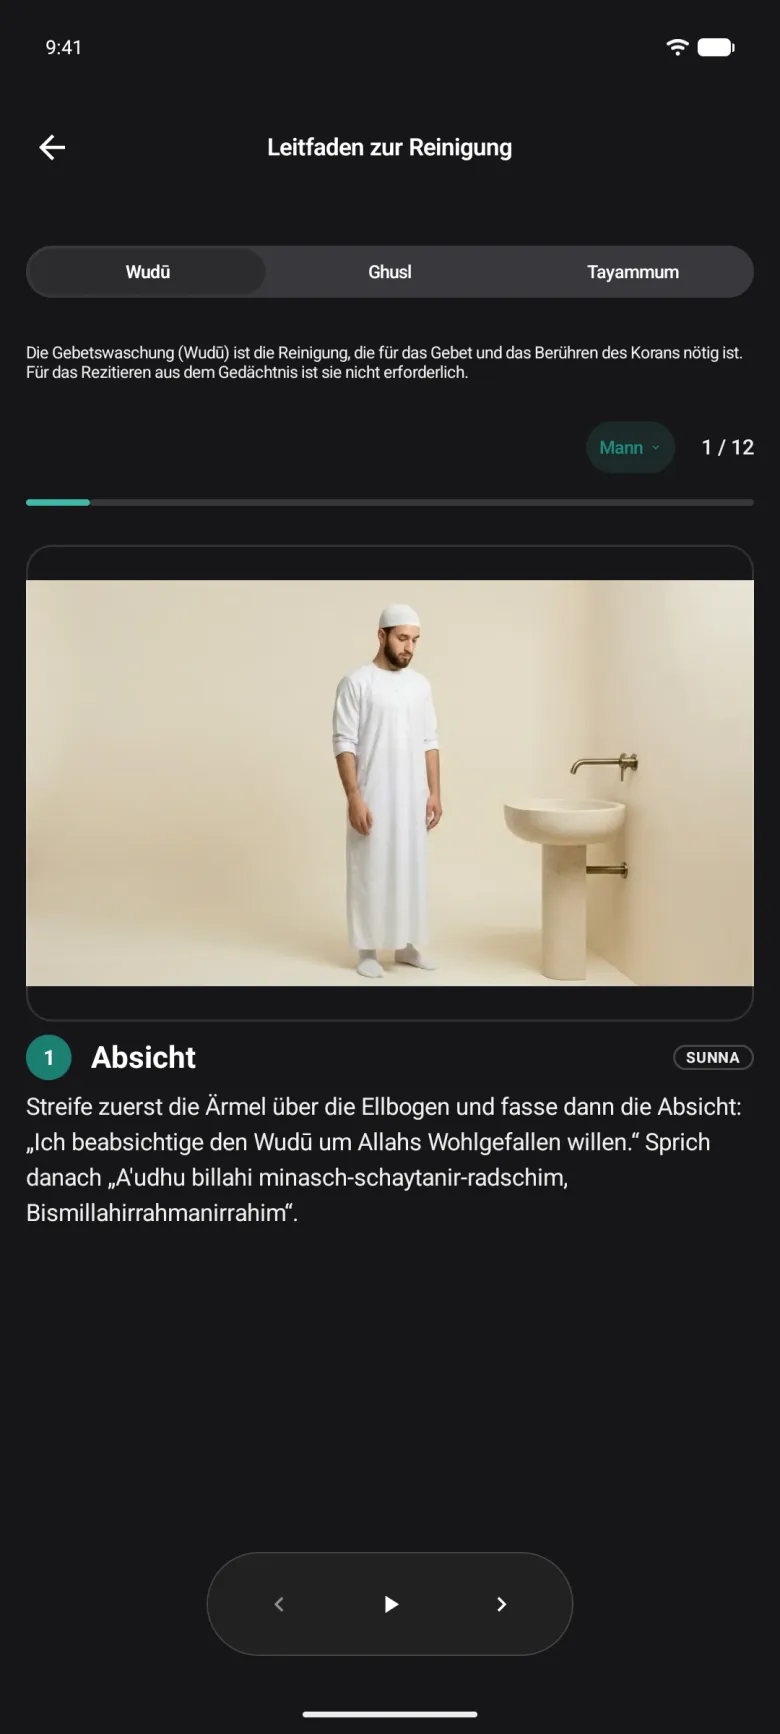 9:41
Leitfaden zur Reinigung
Wudū
Ghusl
Tayammum
Die Gebetswaschung (Wudū) ist die Reinigung, die für das Gebet und das Berühren des Korans nötig ist.
Für das Rezitieren aus dem Gedächtnis ist sie nicht erforderlich.
Mann
1 / 12
1
Absicht
SUNNA
Streife zuerst die Ärmel über die Ellbogen und fasse dann die Absicht:
„Ich beabsichtige den Wudū um Allahs Wohlgefallen willen.“ Sprich
danach „A'udhu billahi minasch-schaytanir-radschim,
Bismillahirrahmanirrahim“.